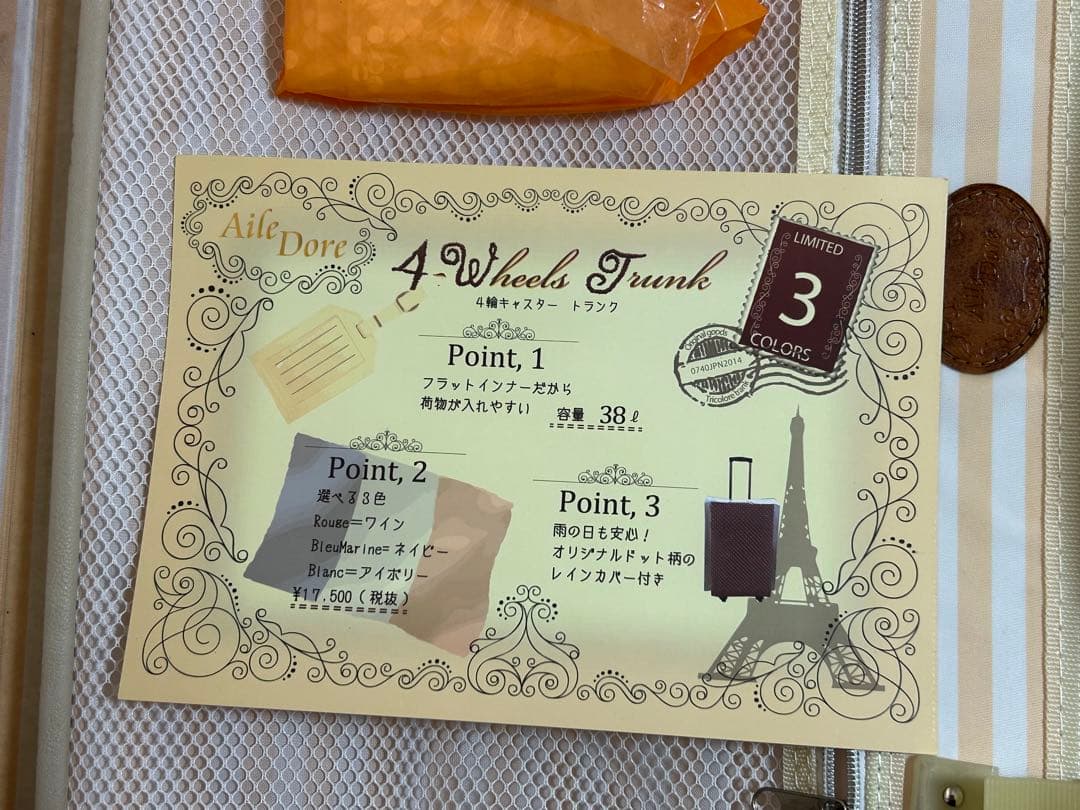 Aile
Dore
4-Wheels Trunk
4輪キャスター トランク
LIMITED
3
COLORS
Original goods
0740JPN2014
Tricolore trunk
Point, 1
フラットインナーだから
荷物が入れやすい 容量 38ℓ
Point, 2
選べる3色
Rouge=ワイン
BleuMarine=ネイビー
Blanc=アイボリー
¥17,500(税抜)
Point, 3
雨の日も安心!
オリジナルドット柄の
レインカバー付き